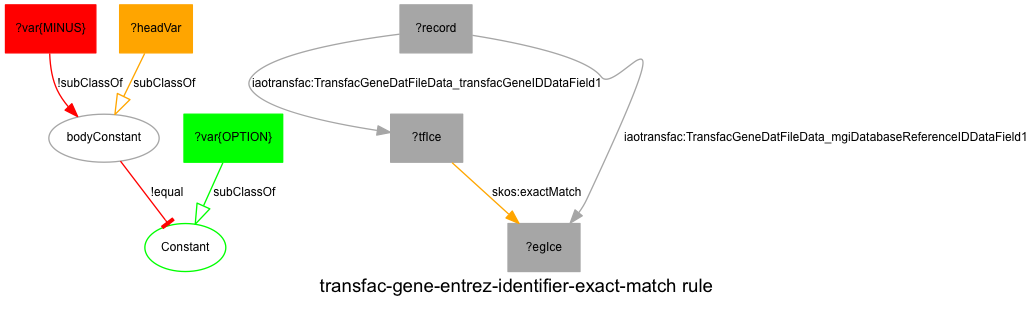 ?var{MINUS}
?headVar
?record
!subClassOf
subClassOf
iaotransfac:TransfacGeneDatFileData_transfacGeneIDDataField1
bodyConstant
?var{OPTION}
?tfIce
iaotransfac:TransfacGeneDatFileData_mgiDatabaseReferenceIDDataField1
!equal
subClassOf
skos:exactMatch
Constant
?egIce
transfac-gene-entrez-identifier-exact-match rule